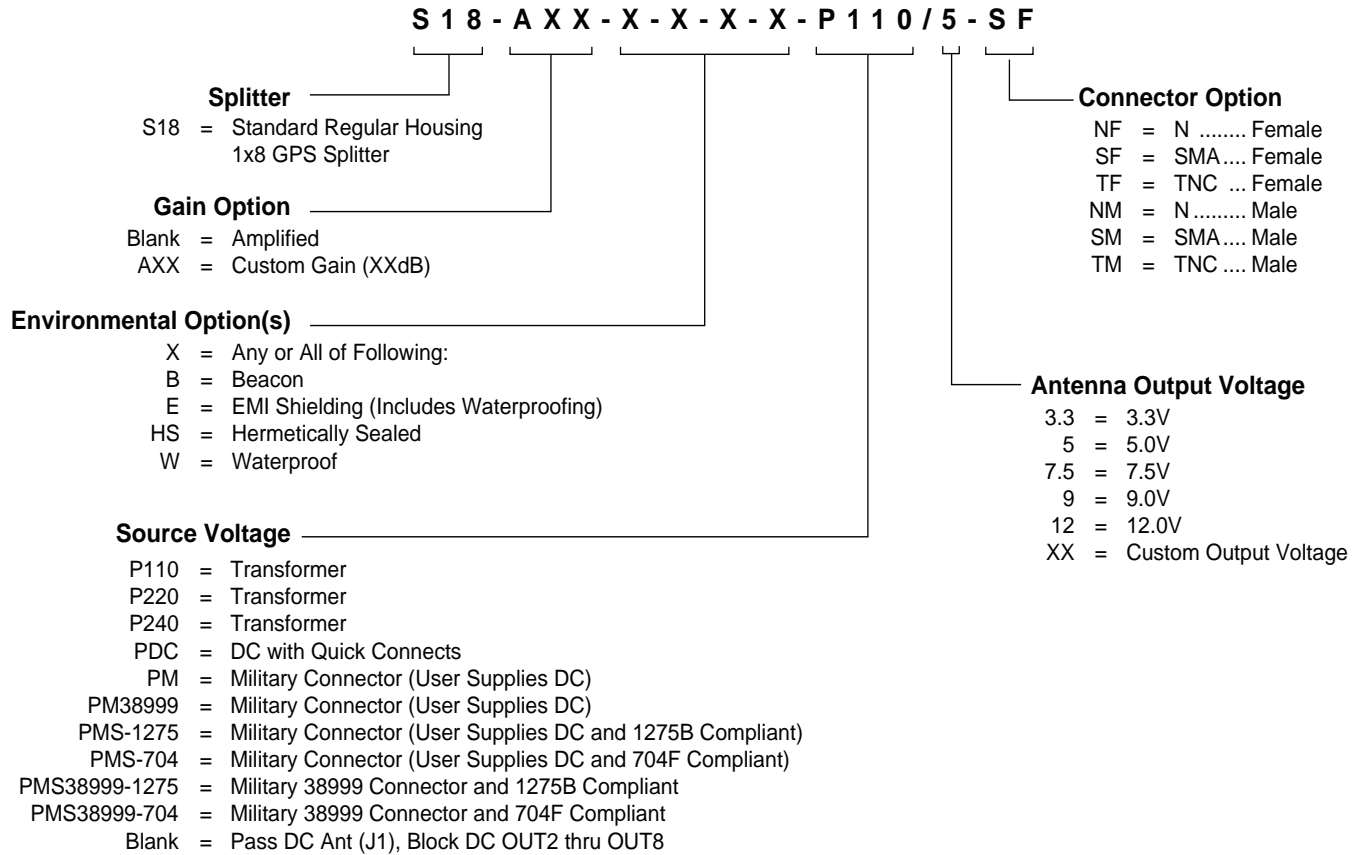 S18-AXX-X-X-X-X-P110/5-SF
Splitter
S18 = Standard Regular Housing
1x8 GPS Splitter
Gain Option
Blank = Amplified
AXX = Custom Gain (XXdB)
Environmental Option(s)
X = Any or All of Following:
B = Beacon
E = EMI Shielding (Includes Waterproofing)
HS = Hermetically Sealed
W = Waterproof
Source Voltage
P110 = Transformer
P220 = Transformer
P240 = Transformer
PDC = DC with Quick Connects
PM = Military Connector (User Supplies DC)
PM38999 = Military Connector (User Supplies DC)
PMS-1275 = Military Connector (User Supplies DC and 1275B Compliant)
PMS-704 = Military Connector (User Supplies DC and 704F Compliant)
PMS38999-1275 = Military 38999 Connector and 1275B Compliant
PMS38999-704 = Military 38999 Connector and 704F Compliant
Blank = Pass DC Ant (J1), Block DC OUT2 thru OUT8
Connector Option
NF = N ........ Female
SF = SMA .... Female
TF = TNC ... Female
NM = N ......... Male
SM = SMA .... Male
TM = TNC .... Male
Antenna Output Voltage
3.3 = 3.3V
5 = 5.0V
7.5 = 7.5V
9 = 9.0V
12 = 12.0V
XX = Custom Output Voltage